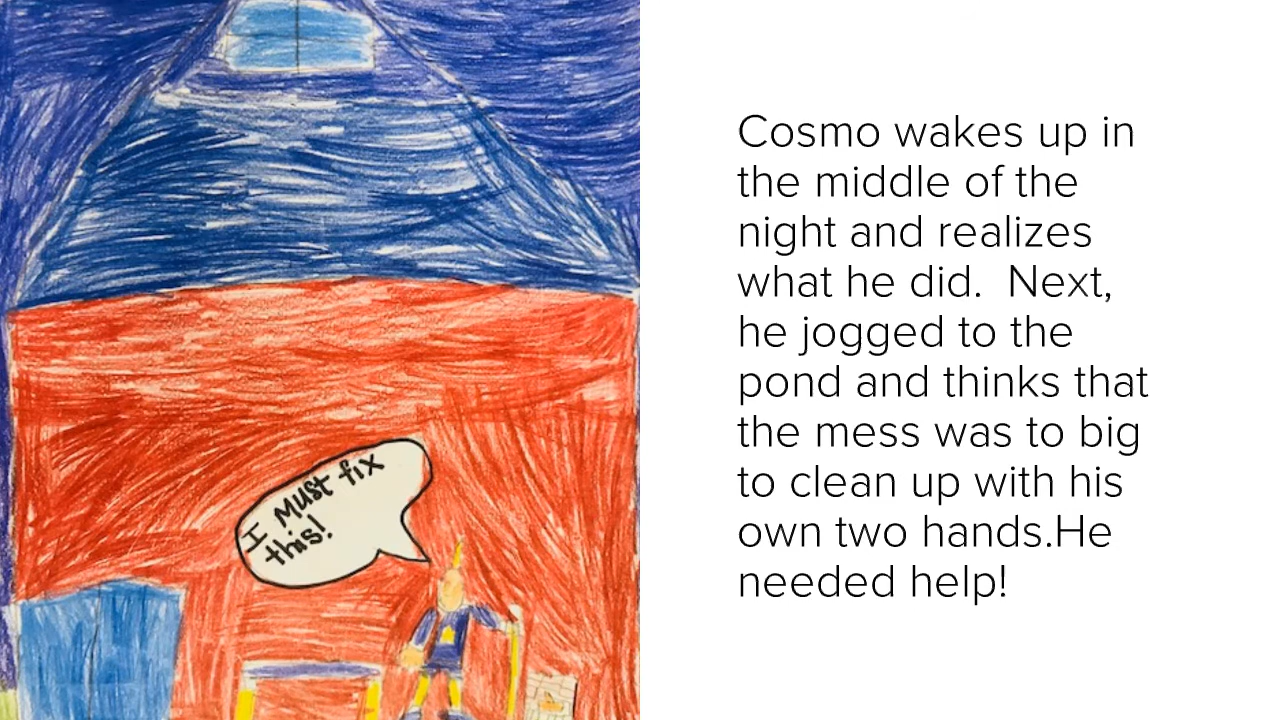 I Must fix
this!
Cosmo wakes up in
the middle of the
night and realizes
what he did.  Next,
he jogged to the
pond and thinks that
the mess was to big
to clean up with his
own two hands.He
needed help!